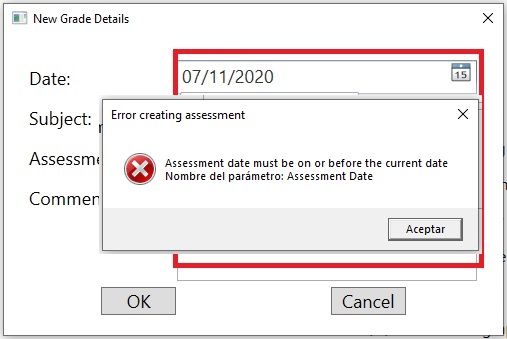 New Grade Details
Date:
07/11/2020
15
Subject:
Error creating assessment
Assessme
Assessment date must be on or before the current date
Nombre del parámetro: Assessment Date
Commen
Aceptar
OK
Cancel